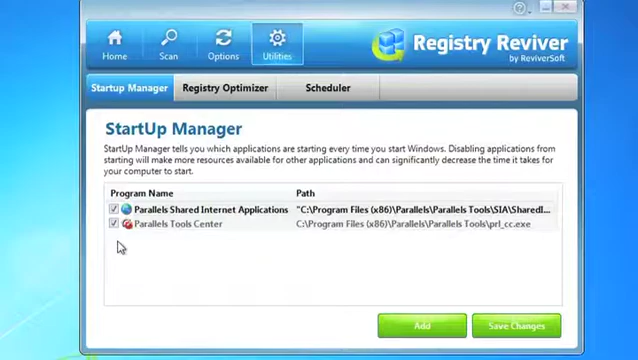 Home
Scan
Options
Utilities
Registry Reviver
by ReviverSoft
Startup Manager
Registry Optimizer
Scheduler
StartUp Manager
StartUp Manager tells you which applications are starting every time you start Windows. Disabling applications from
starting will make more resources available for other applications and can significantly decrease the time it takes for
your computer to start.
Program Name Path
Parallels Shared Internet Applications "C:\Program Files (x86)\Parallels\Parallels Tools\SIA\SharedI...
Parallels Tools Center C:\Program Files (x86)\Parallels\Parallels Tools\prl_cc.exe
Add
Save Changes